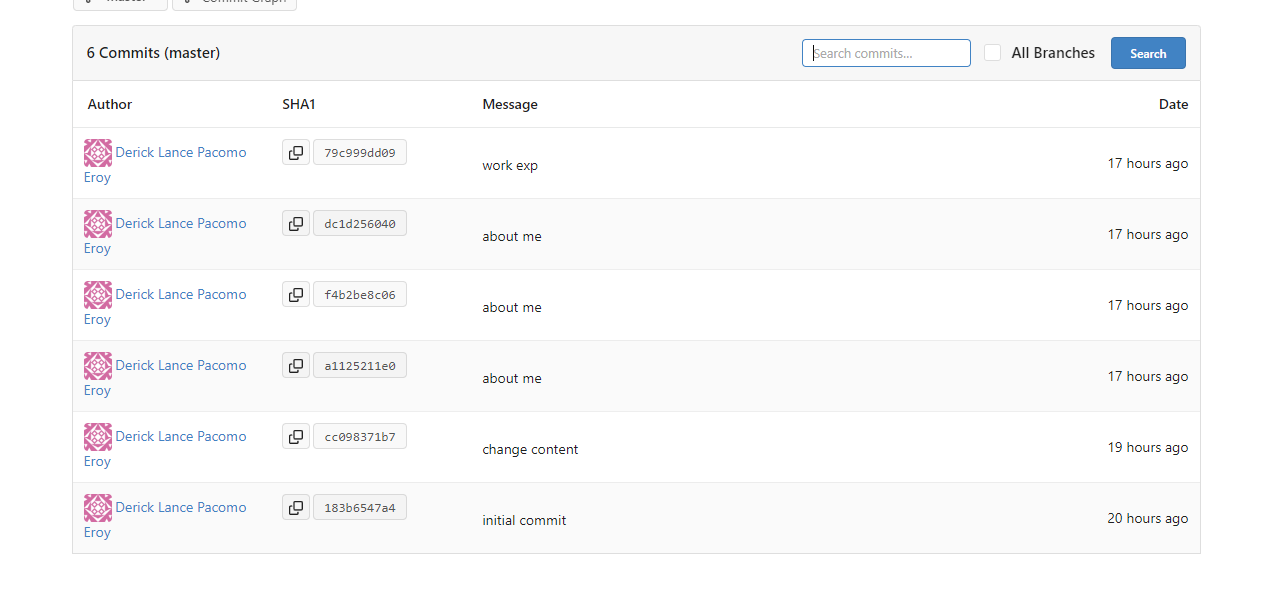 master Commit Graph
6 Commits (master) Search commits... All Branches Search
Author SHA1 Message Date
Derick Lance Pacomo Eroy 79c999dd09 work exp 17 hours ago
Derick Lance Pacomo Eroy dc1d256040 about me 17 hours ago
Derick Lance Pacomo Eroy f4b2be8c06 about me 17 hours ago
Derick Lance Pacomo Eroy a1125211e0 about me 17 hours ago
Derick Lance Pacomo Eroy cc098371b7 change content 19 hours ago
Derick Lance Pacomo Eroy 183b6547a4 initial commit 20 hours ago